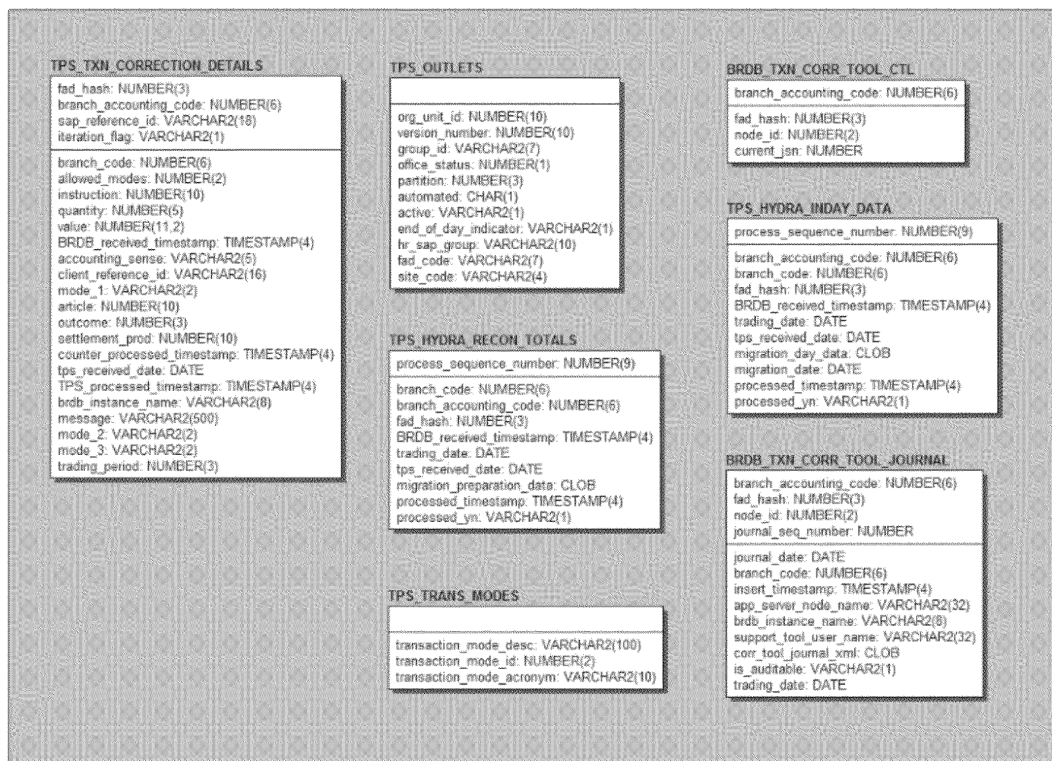 TPS_TXN_CORRECTION_DETAILS
fad_hash: NUMBER(3)
branch_accounting_code: NUMBER(6)
sap_reference_id: VARCHAR2(18)
iteration_flag: VARCHAR2(1)
branch_code: NUMBER(6)
allowed_modes: NUMBER(2)
instruction: NUMBER(10)
quantity: NUMBER(5)
value: NUMBER(11,2)
BRDB_received_timestamp: TIMESTAMP(4)
accounting_sense: VARCHAR2(5)
client_reference_id: VARCHAR2(16)
mode_1: VARCHAR2(2)
article: NUMBER(10)
outcome: NUMBER(3)
settlement_prod: NUMBER(10)
counter_processed_timestamp: TIMESTAMP(4)
tps_received_date: DATE
TPS_processed_timestamp: TIMESTAMP(4)
brdb_instance_name: VARCHAR2(8)
message: VARCHAR2(500)
mode_2: VARCHAR2(2)
mode_3: VARCHAR2(2)
trading_period: NUMBER(3)
TPS_OUTLETS
org_unit_id: NUMBER(10)
version_number: NUMBER(10)
group_id: VARCHAR2(7)
office_status: NUMBER(1)
partition: NUMBER(3)
automated: CHAR(1)
active: VARCHAR2(1)
end_of_day_indicator: VARCHAR2(1)
hr_sap_group: VARCHAR2(10)
fad_code: VARCHAR2(7)
site_code: VARCHAR2(4)
TPS_HYDRA_RECON_TOTALS
process_sequence_number: NUMBER(9)
branch_code: NUMBER(6)
branch_accounting_code: NUMBER(6)
fad_hash: NUMBER(3)
BRDB_received_timestamp: TIMESTAMP(4)
trading_date: DATE
tps_received_date: DATE
migration_preparation_data: CLOB
processed_timestamp: TIMESTAMP(4)
processed_yn: VARCHAR2(1)
TPS_TRANS_MODES
transaction_mode_desc: VARCHAR2(100)
transaction_mode_id: NUMBER(2)
transaction_mode_acronym: VARCHAR2(10)
BRDB_TXN_CORR_TOOL_CTL
branch_accounting_code: NUMBER(6)
fad_hash: NUMBER(3)
node_id: NUMBER(2)
current_jsn: NUMBER
TPS_HYDRA_INDAY_DATA
process_sequence_number: NUMBER(9)
branch_accounting_code: NUMBER(6)
branch_code: NUMBER(6)
fad_hash: NUMBER(3)
BRDB_received_timestamp: TIMESTAMP(4)
trading_date: DATE
tps_received_date: DATE
migration_day_data: CLOB
migration_date: DATE
processed_timestamp: TIMESTAMP(4)
processed_yn: VARCHAR2(1)
BRDB_TXN_CORR_TOOL_JOURNAL
branch_accounting_code: NUMBER(6)
fad_hash: NUMBER(3)
node_id: NUMBER(2)
journal_seq_number: NUMBER
journal_date: DATE
branch_code: NUMBER(6)
insert_timestamp: TIMESTAMP(4)
app_server_node_name: VARCHAR2(32)
brdb_instance_name: VARCHAR2(8)
support_tool_user_name: VARCHAR2(32)
corr_tool_journal_xml: CLOB
is_auditable: VARCHAR2(1)
trading_date: DATE